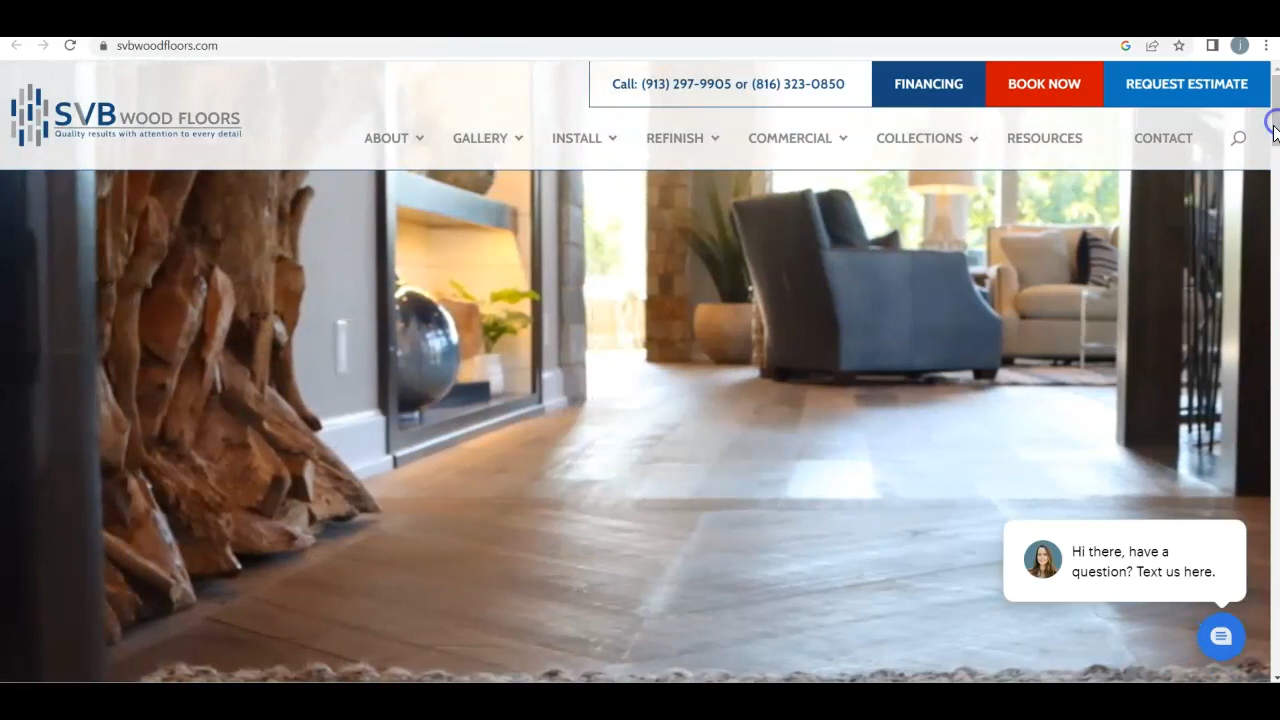 svbwoodfloors.com
j
Call: (913) 297-9905 or (816) 323-0850
FINANCING
BOOK NOW
REQUEST ESTIMATE
SVB WOOD FLOORS
Quality results with attention to every detail
ABOUT
GALLERY
INSTALL
REFINISH
COMMERCIAL
COLLECTIONS
RESOURCES
CONTACT
Hi there, have a
question? Text us here.